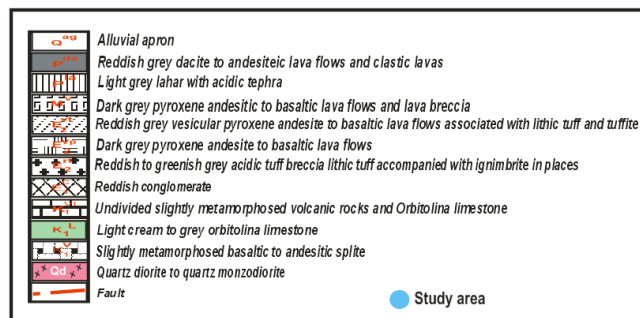 Q ag Alluvial apron
P da Reddish grey dacite to andesiteic lava flows and clastic lavas
P la Light grey lahar with acidic tephra
Dark grey pyroxene andesitic to basaltic lava flows and lava breccia
Reddish grey vesicular pyroxene andesite to basaltic lava flows associated with lithic tuff and tuffite
Dark grey pyroxene andesite to basaltic lava flows
Reddish to greenish grey acidic tuff breccia lithic tuff accompanied with ignimbrite in places
Reddish conglomerate
Undivided slightly metamorphosed volcanic rocks and Orbitolina limestone
K1 L Light cream to grey orbitolina limestone
Slightly metamorphosed basaltic to andesitic splite
Qd Quartz diorite to quartz monzodiorite
Fault
Study area